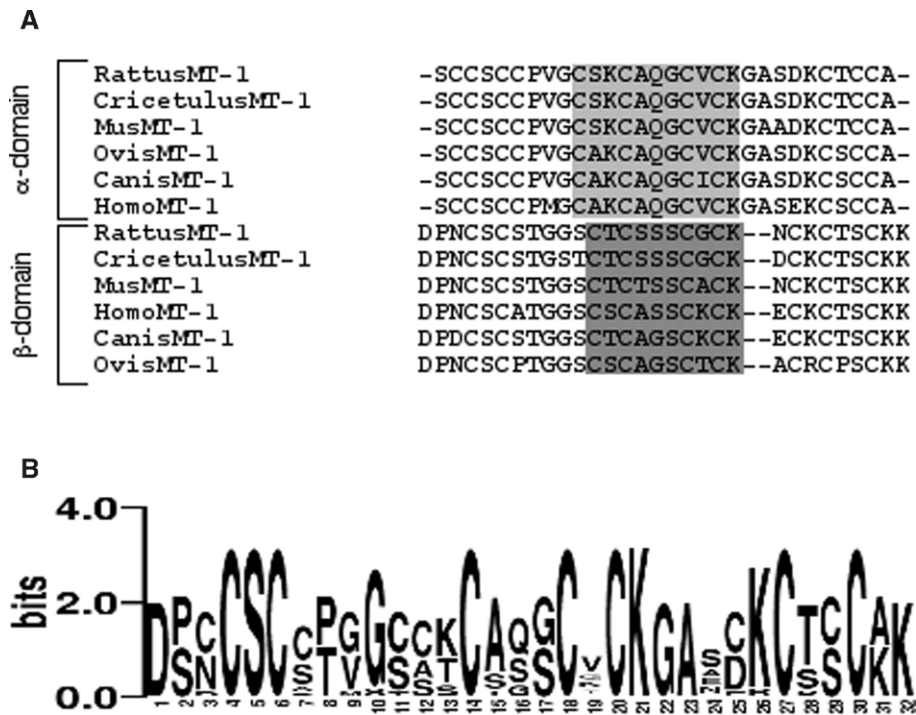 A
α-domain
RattusMT-1 -SCCSCCPVGCSKCAQGCVCKGASDKCTCCA-
CricetulusMT-1 -SCCSCCPVGCSKCAQGCVCKGASDKCTCCA-
MusMT-1 -SCCSCCPVGCSKCAQGCVCKGAADKCTCCA-
OvisMT-1 -SCCSCCPVGCAKCAQGCVCKGASDKCSCCA-
CanisMT-1 -SCCSCCPVGCAKCAQGCICKGASDKCSCCA-
HomoMT-1 -SCCSCCPMGCAKCAQGCVCKGASEKCSCCA-
β-domain
RattusMT-1 DPNCSCSTGGSCTCSSSCGCK--NCKCTSCKK
CricetulusMT-1 DPNCSCSTGSTCTCSSSCGCK--DCKCTSCKK
MusMT-1 DPNCSCSTGGSCTCTSSCACK--NCKCTSCKK
HomoMT-1 DPNCSCATGGSCSCASSCKCK--ECKCTSCKK
CanisMT-1 DPDCSCSTGGSCTCAGSCKCK--ECKCTSCKK
OvisMT-1 DPNCSCPTGGSCSCAGSCTCK--ACRCPSCKK
B
4.0
bits
2.0
0.0
1 2 3 4 5 6 7 8 9 10 11 12 13 14 15 16 17 18 19 20 21 22 23 24 25 26 27 28 29 30 31 32